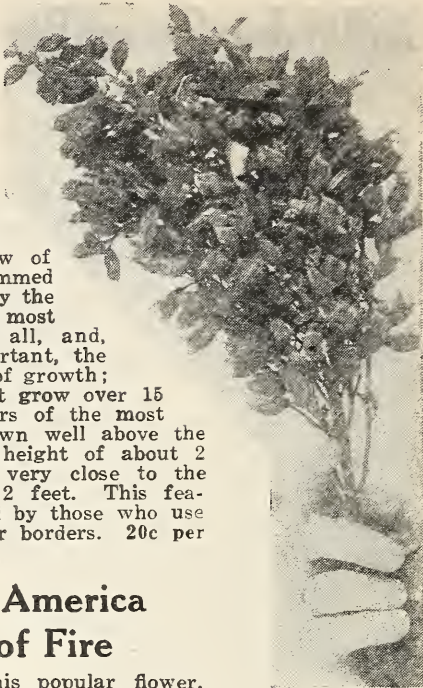 w of
mmed
y the
most
all, and,
rtant, the
of growth;
t grow over 15
rs of the most
wn well above the
height of about 2
very close to the
2 feet. This fea-
by those who use
r borders. 20c per
America
of Fire
his popular flower.